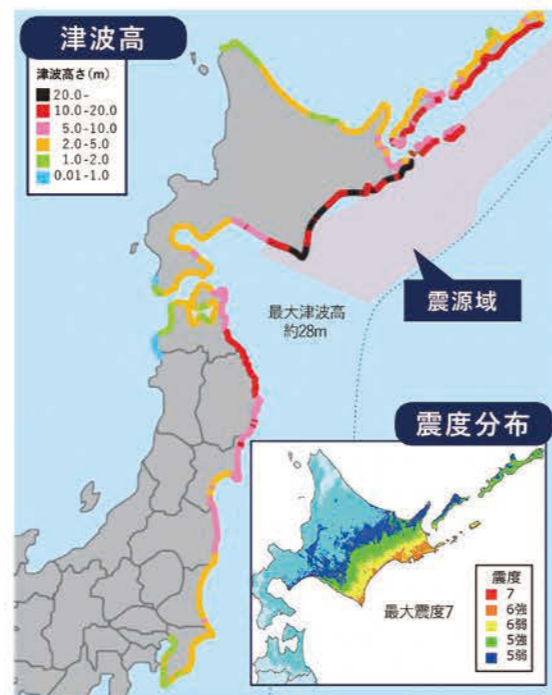 津波高
津波高さ(m)
20.0-
10.0-20.0
5.0-10.0
2.0-5.0
1.0-2.0
0.01-1.0
震源域
最大津波高
約28m
震度分布
最大震度7
震度
7
6強
6弱
5強
5弱